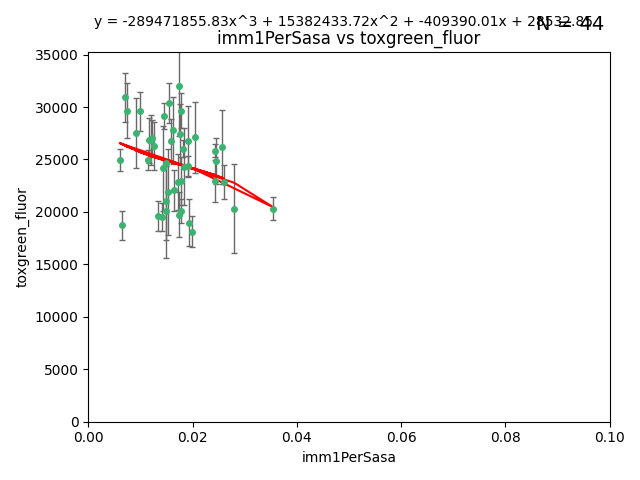 y = -289471855.83x^3 + 15382433.72x^2 + -409390.01x + 28532.85
N = 44
imm1PerSasa vs toxgreen_fluor
35000
30000
25000
20000
15000
10000
5000
0
toxgreen_fluor
0.00 0.02 0.04 0.06 0.08 0.10
imm1PerSasa